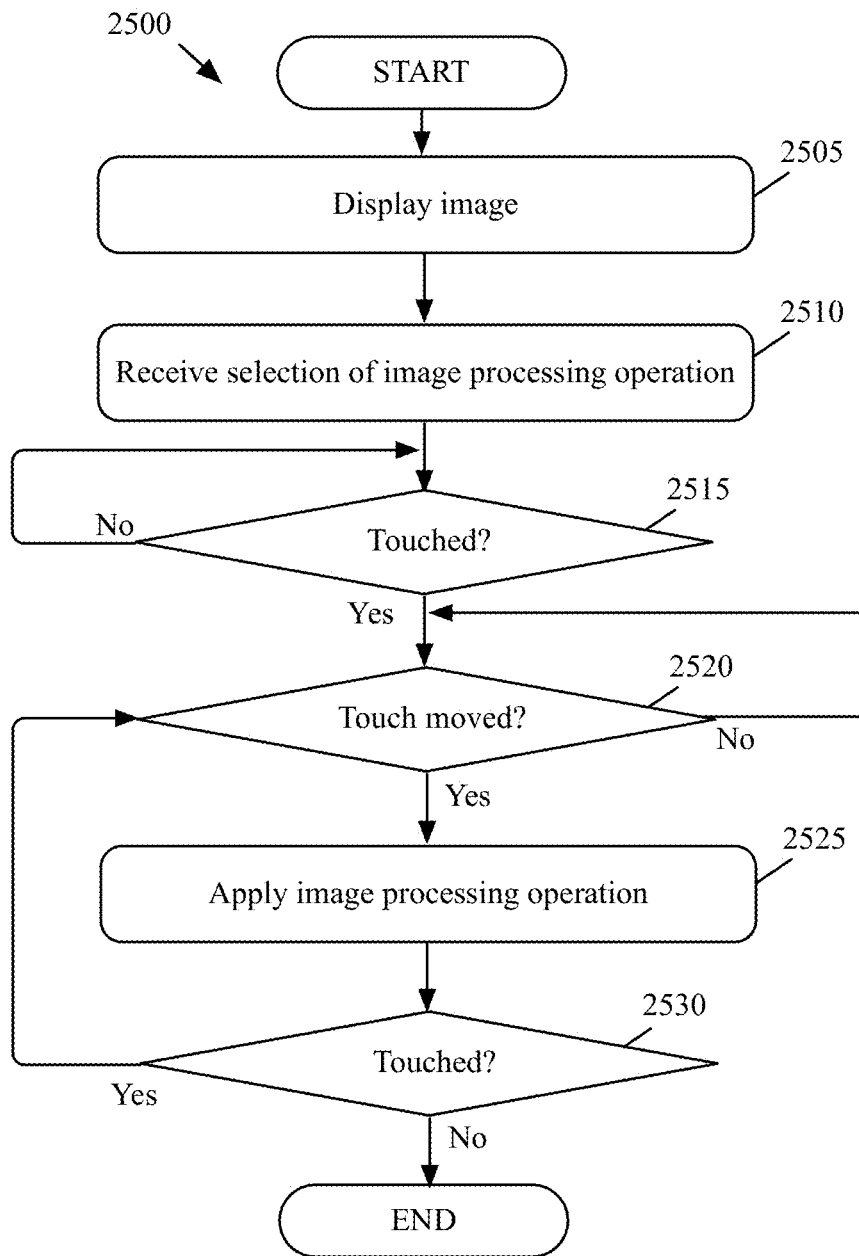 2500
START
2505
Display image
2510
Receive selection of image processing operation
2515
No
Touched?
Yes
2520
Touch moved?
No
Yes
2525
Apply image processing operation
2530
Touched?
Yes
No
END